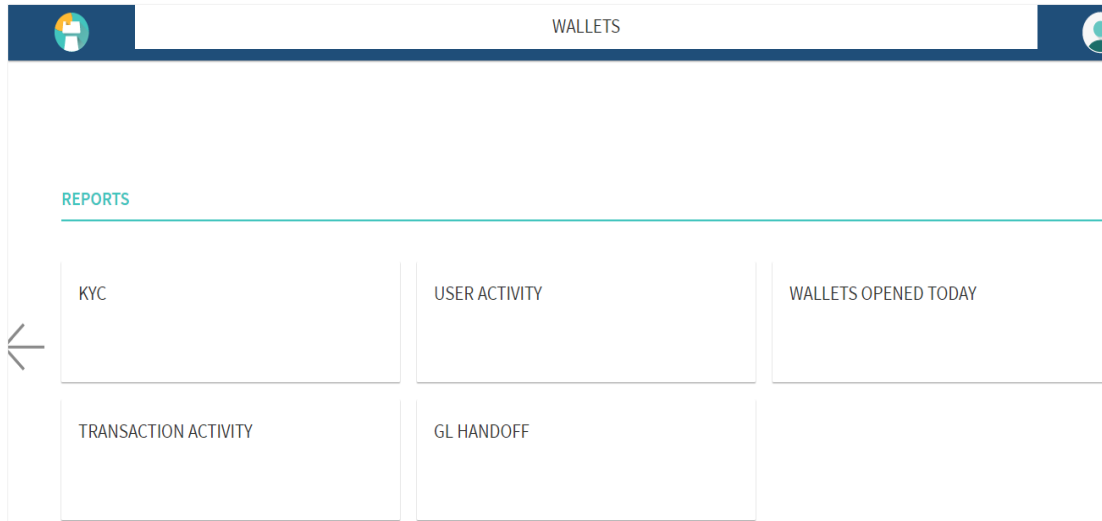 WALLETS
REPORTS
KYC
USER ACTIVITY
WALLETS OPENED TODAY
TRANSACTION ACTIVITY
GL HANDOFF